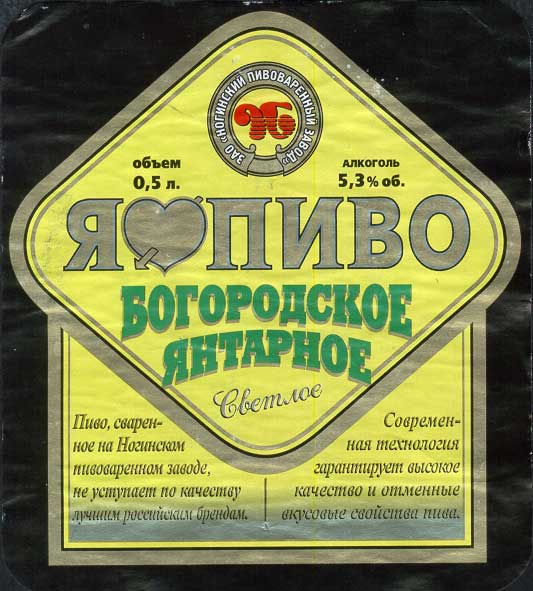 ЗАО «НОГИНСКИЙ ПИВОВАРЕННЫЙ ЗАВОД»
объем
0,5 л.
АЛКОГОЛЬ
5,3% об.
Я ПИВО
БОГОРОДСКОЕ
ЯНТАРНОЕ
Светлое
Пиво, сварен-
ное на Ногинском
пивоваренном заводе,
не уступает по качеству
лучшим российским брендам.
Современ-
ная технология
гарантирует высокое
качество и отменные
вкусовые свойства пива.